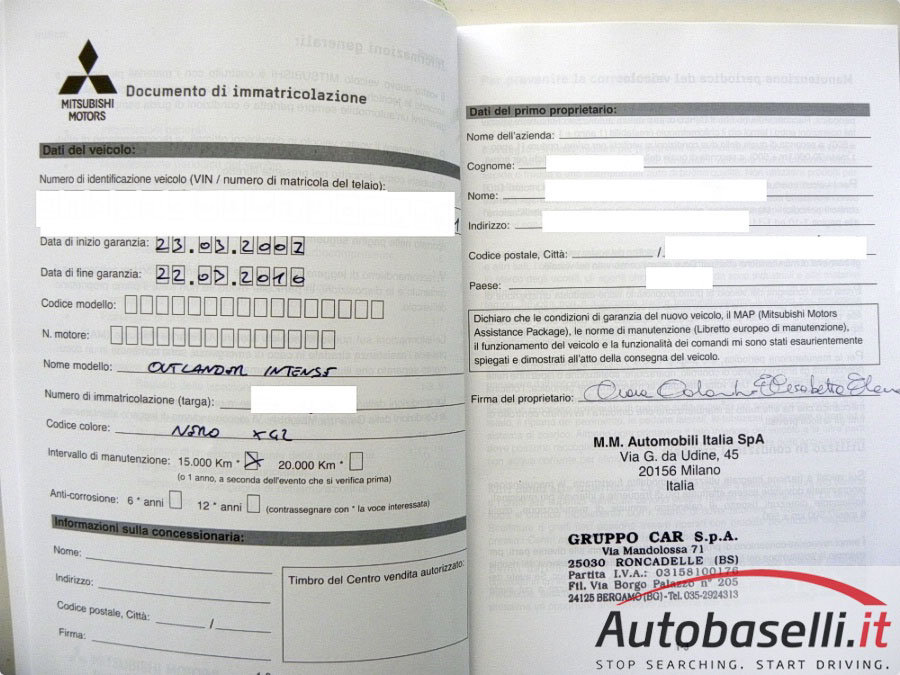 MITSUBISHI
MOTORS
Documento di immatricolazione
Dati del veicolo:
Numero di identificazione veicolo (VIN / numero di matricola del telaio):
Data di inizio garanzia: 23.03.2007
Data di fine garanzia: 22.03.2010
Codice modello:
N. motore:
Nome modello: OUTLANDER INTENSE
Numero di immatricolazione (targa):
Codice colore: NERO X42
Intervallo di manutenzione: 15.000 Km * X 20.000 Km *
(o 1 anno, a seconda dell'evento che si verifica prima)
Anti-corrosione: 6 * anni 12 * anni (contrassegnare con * la voce interessata)
Informazioni sulla concessionaria:
Nome:
Indirizzo:
Codice postale, Città: /
Firma:
Timbro del Centro vendita autorizzato:
Dati del primo proprietario:
Nome dell'azienda:
Cognome:
Nome:
Indirizzo:
Codice postale, Città: /
Paese:
Dichiaro che le condizioni di garanzia del nuovo veicolo, il MAP (Mitsubishi Motors
Assistance Package), le norme di manutenzione (Libretto europeo di manutenzione),
il funzionamento del veicolo e la funzionalità dei comandi mi sono stati esaurientemente
spiegati e dimostrati all'atto della consegna del veicolo.
Firma del proprietario:
M.M. Automobili Italia SpA
Via G. da Udine, 45
20156 Milano
Italia
GRUPPO CAR S.p.A.
Via Mandolossa 71
25030 RONCADELLE (BS)
Partita I.V.A.: 03158100176
Fil. Via Borgo Palazzo n° 205
24125 BERGAMO (BG) - Tel. 035-2924313
Autobaselli.it
STOP SEARCHING. START DRIVING.